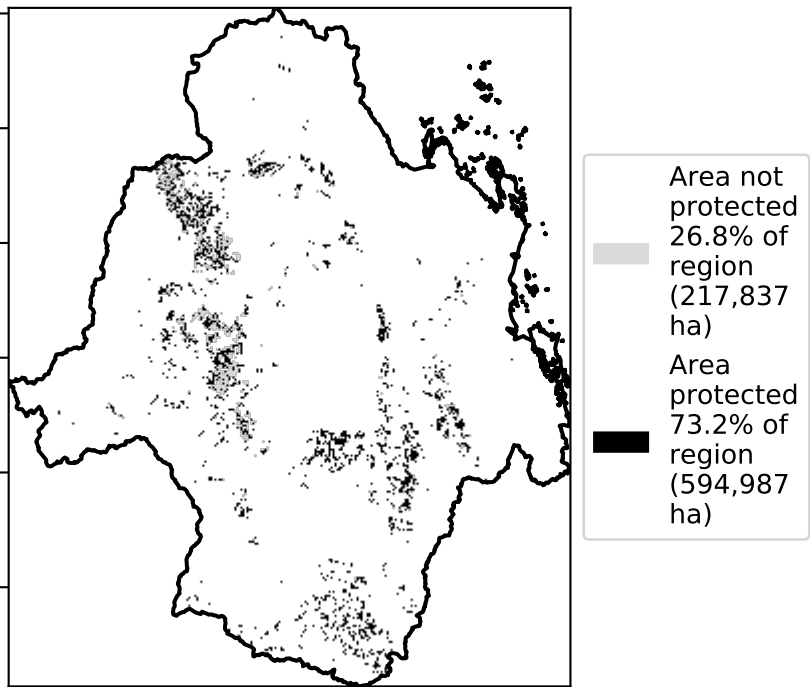 Area not
protected
26.8% of
region
(217,837
ha)
Area
protected
73.2% of
region
(594,987
ha)